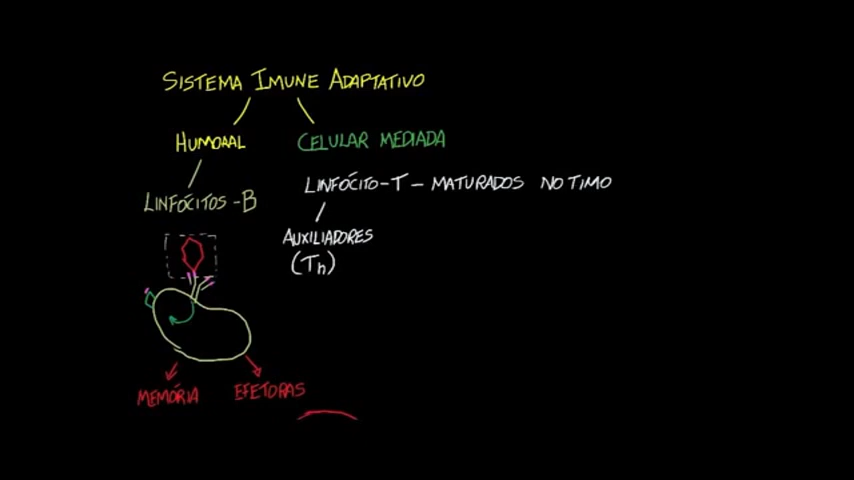 SISTEMA IMUNE ADAPTATIVO
HUMORAL
CELULAR MEDIADA
LINFÓCITOS-B
LINFÓCITO-T - MATURADOS NO TIMO
AUXILIADORES
(Th)
MEMÓRIA
EFETORAS